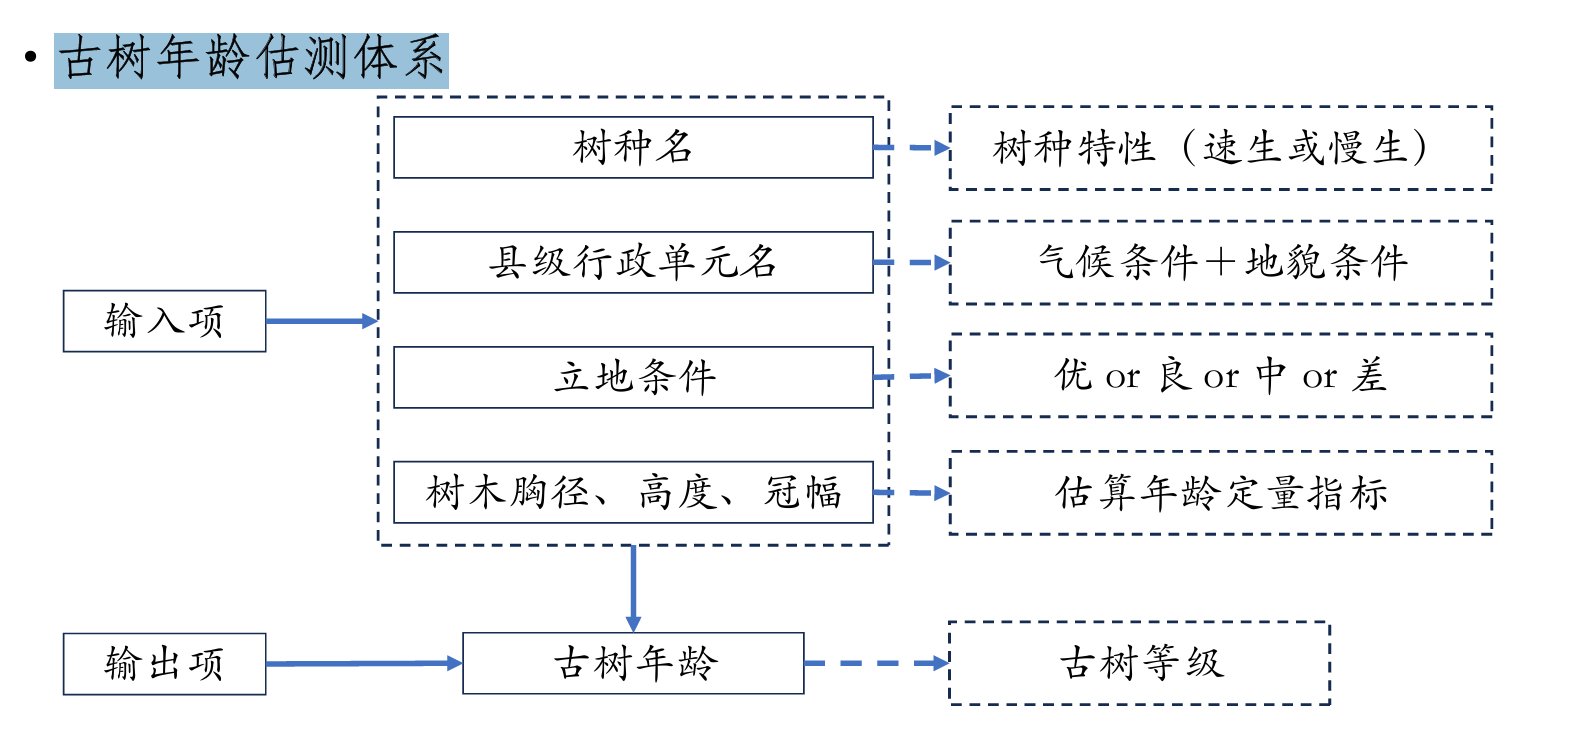 • 古树年龄估测体系
树种名
树种特性（速生或慢生）
县级行政单元名
气候条件＋地貌条件
输入项
立地条件
优 or 良 or 中 or 差
树木胸径、高度、冠幅
估算年龄定量指标
输出项
古树年龄
古树等级